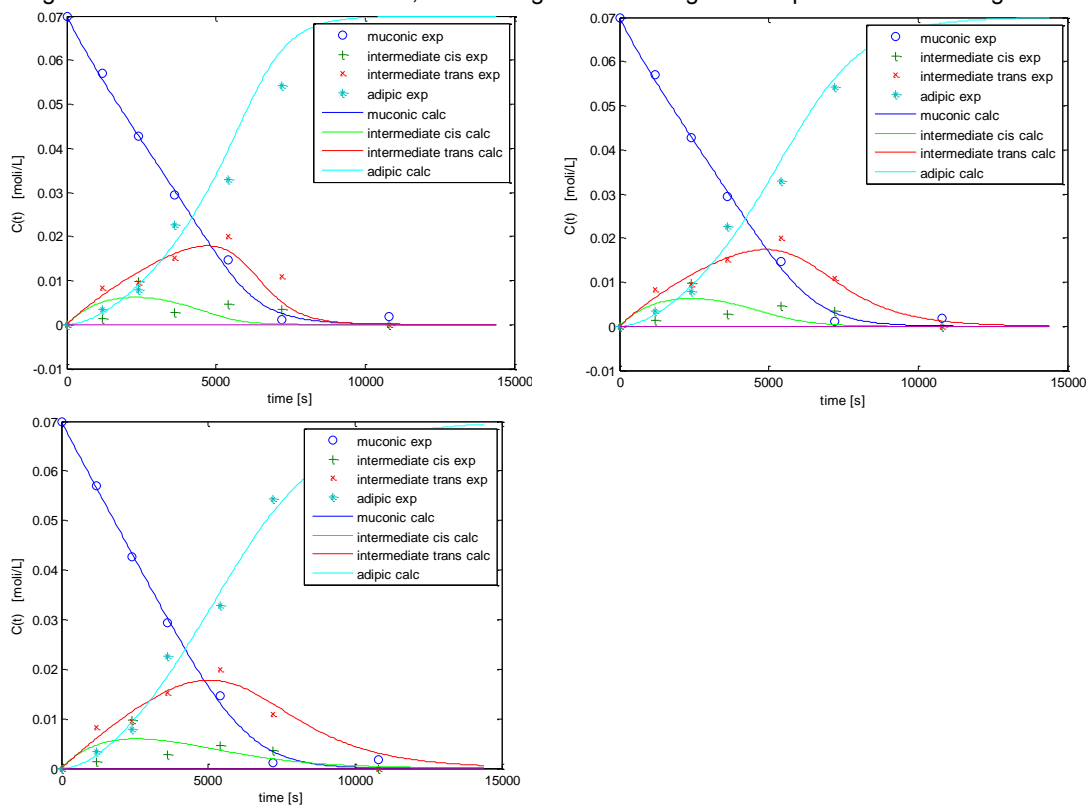 0.07
0.06
0.05
0.04
0.03
0.02
0.01
0
-0.01
C(t) [moli/L]
muconic exp
intermediate cis exp
intermediate trans exp
adipic exp
muconic calc
intermediate cis calc
intermediate trans calc
adipic calc
0 5000 10000 15000
time [s]
0.07
0.06
0.05
0.04
0.03
0.02
0.01
0
-0.01
C(t) [moli/L]
muconic exp
intermediate cis exp
intermediate trans exp
adipic exp
muconic calc
intermediate cis calc
intermediate trans calc
adipic calc
0 5000 10000 15000
time [s]
0.07
0.06
0.05
0.04
0.03
0.02
0.01
0
C(t) [moli/L]
muconic exp
intermediate cis exp
intermediate trans exp
adipic exp
muconic calc
intermediate cis calc
intermediate trans calc
adipic calc
0 5000 10000 15000
time [s]